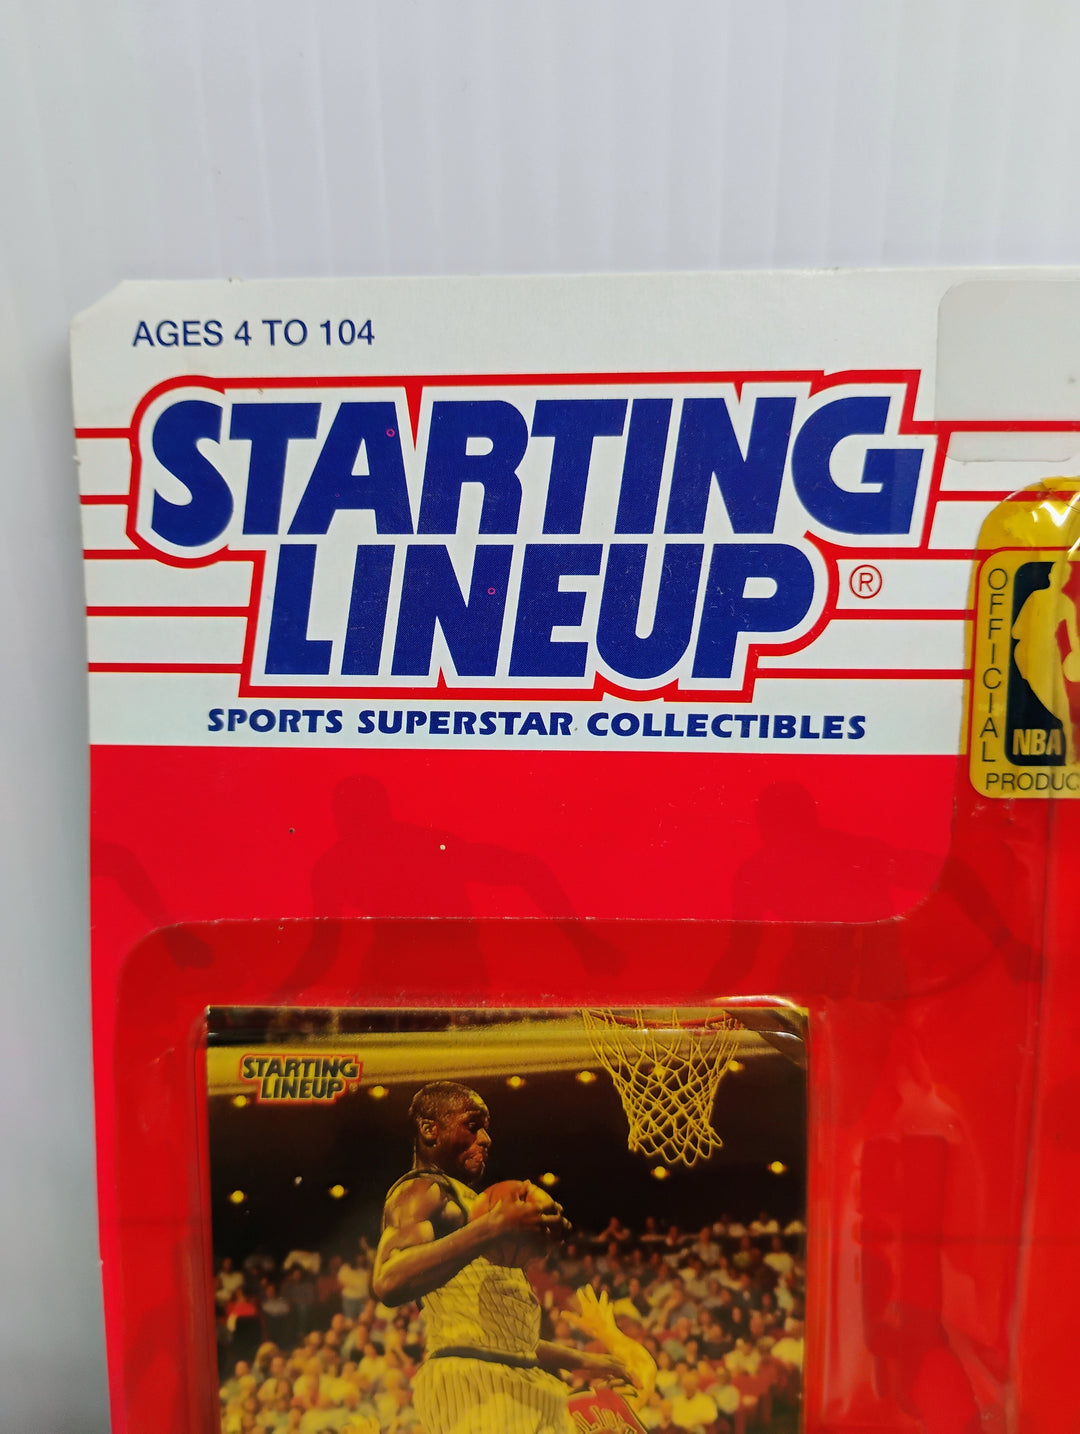 AGES 4 TO 104
STARTING
LINEUP®
SPORTS SUPERSTAR COLLECTIBLES
OFFICIAL
NBA
PRODUC
STARTING
LINEUP